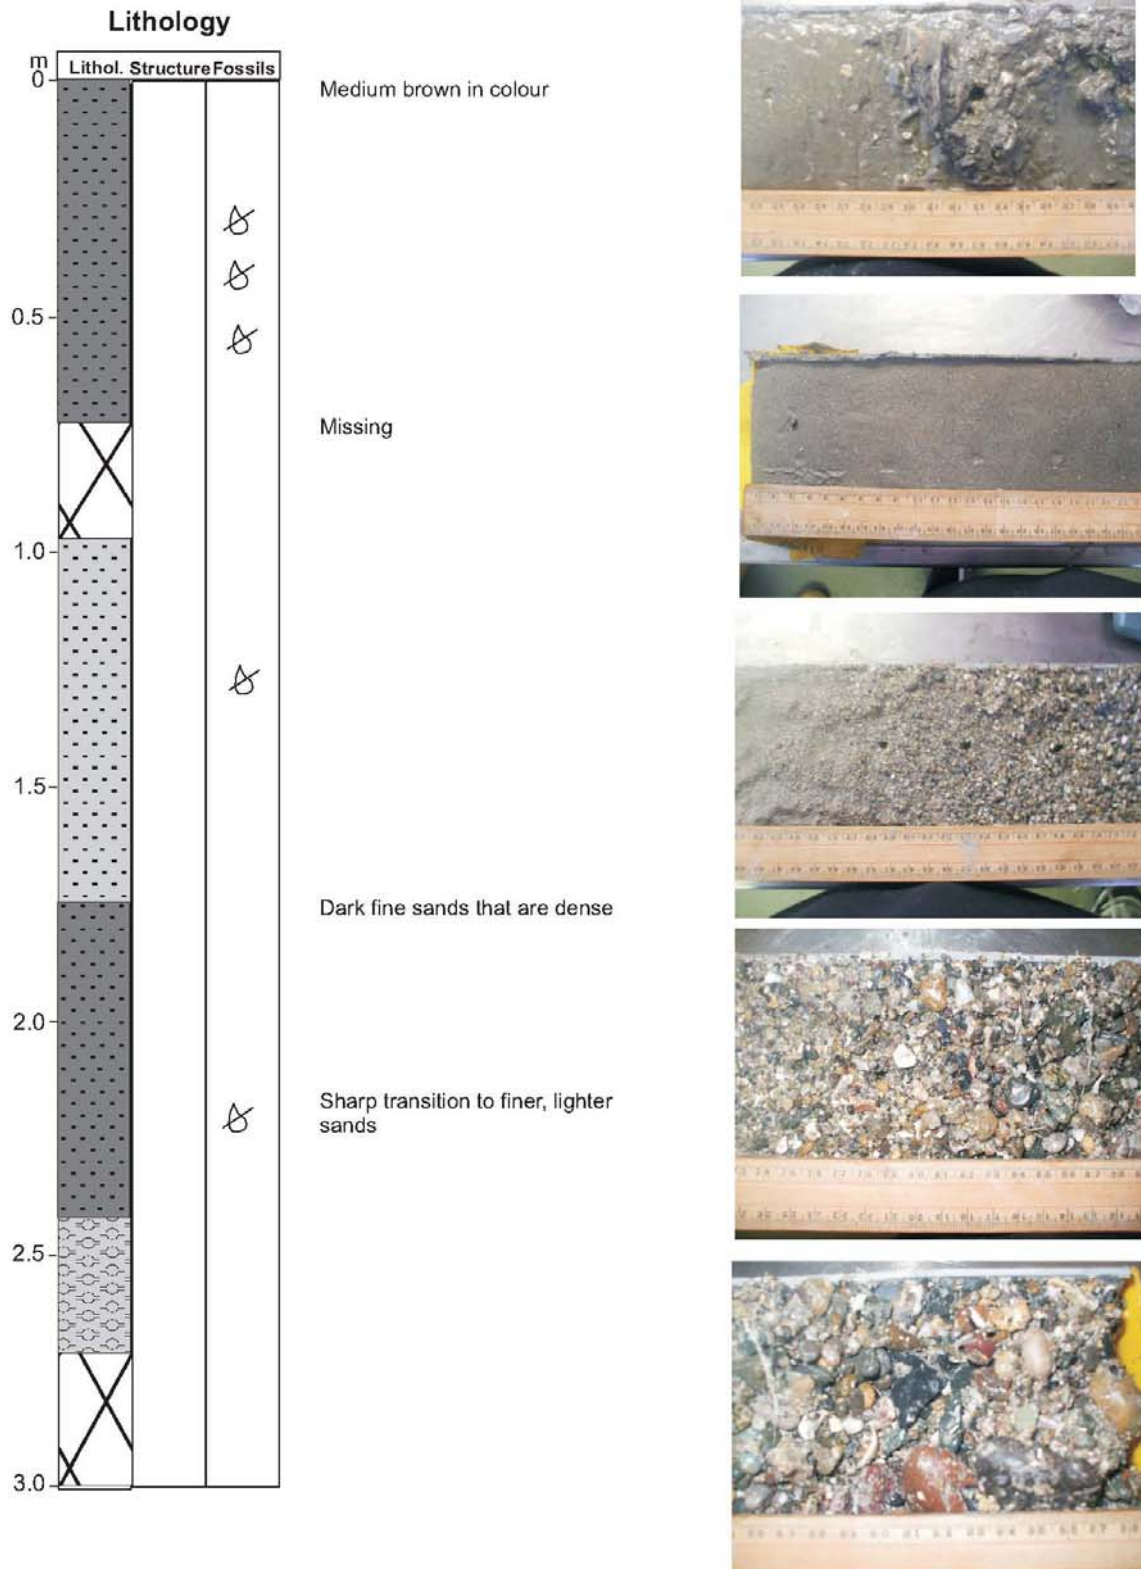 Lithology
m
Lithol. Structure Fossils
0
Medium brown in colour
0.5
Missing
1.0
1.5
Dark fine sands that are dense
2.0
Sharp transition to finer, lighter
sands
2.5
3.0